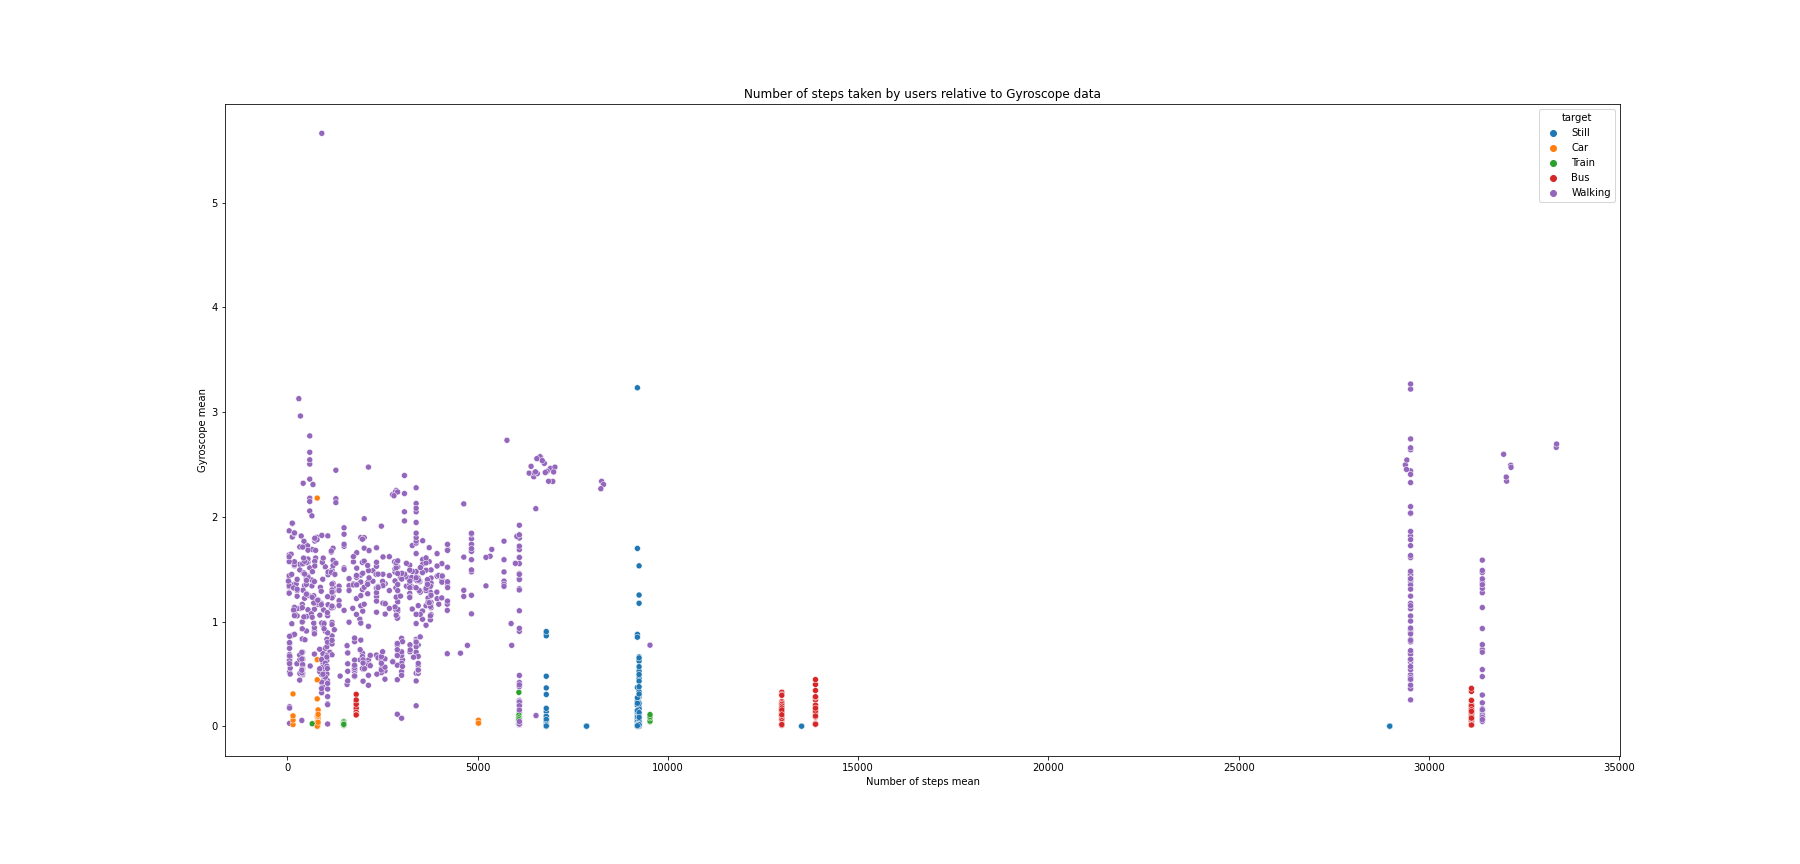 Number of steps taken by users relative to Gyroscope data
target
Still
Car
Train
Bus
Walking
Gyroscope mean
5
4
3
2
1
0
0 5000 10000 15000 20000 25000 30000 35000
Number of steps mean